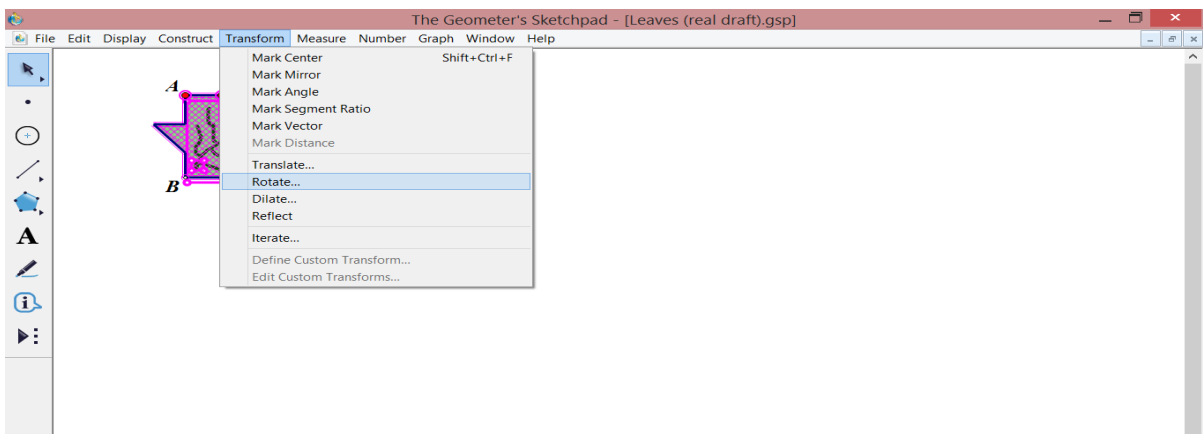 The Geometer's Sketchpad - [Leaves (real draft).gsp]
File Edit Display Construct Transform Measure Number Graph Window Help
Mark Center Shift+Ctrl+F
Mark Mirror
A
Mark Angle
Mark Segment Ratio
Mark Vector
Mark Distance
Translate...
B
Rotate...
Dilate...
Reflect
A
Iterate...
Define Custom Transform...
Edit Custom Transforms...
i